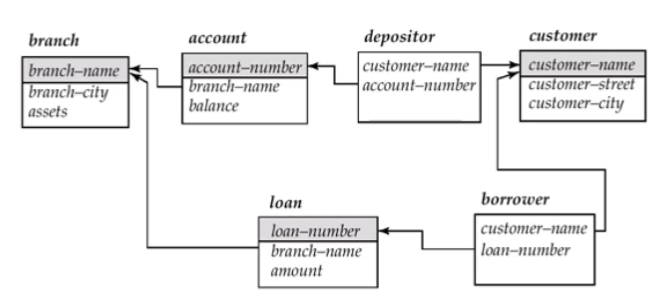 branch
branch–name
branch–city
assets
account
account–number
branch–name
balance
depositor
customer–name
account–number
customer
customer–name
customer–street
customer–city
loan
loan–number
branch–name
amount
borrower
customer–name
loan–number